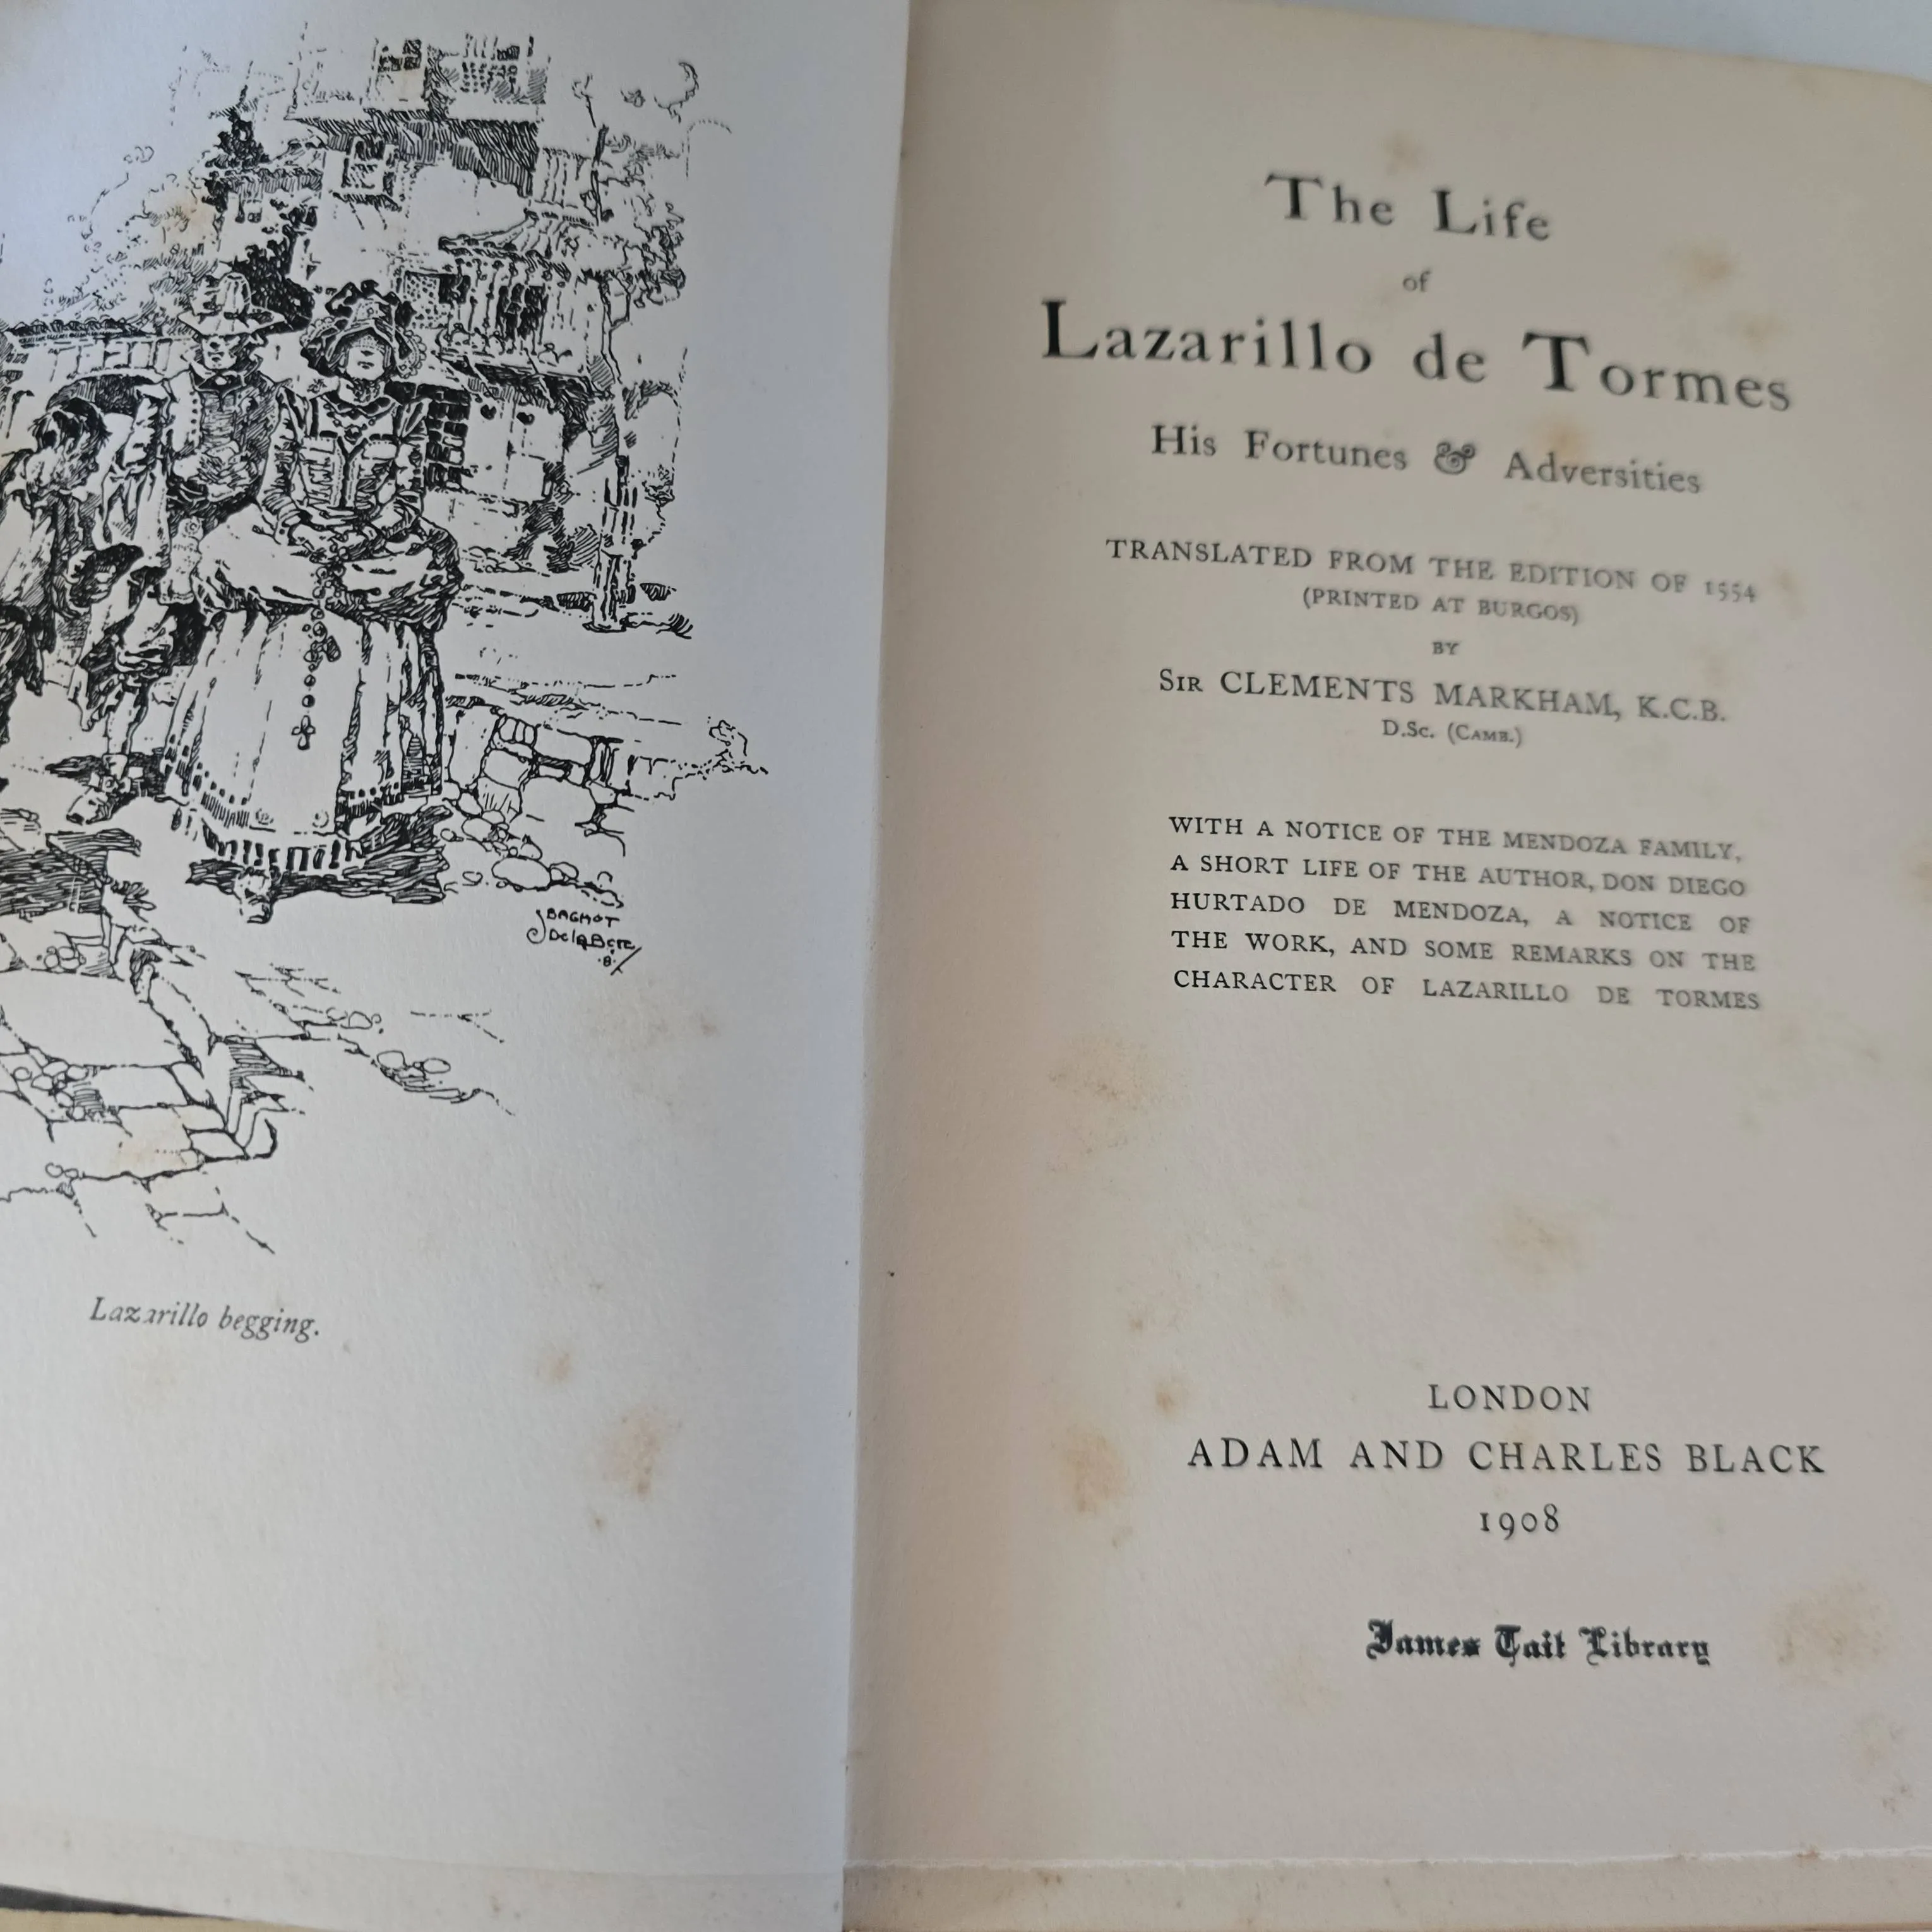 BAGHOT
DelaBere
.8.
Lazarillo begging.
The Life
of
Lazarillo de Tormes
His Fortunes & Adversities
TRANSLATED FROM THE EDITION OF 1554
(PRINTED AT BURGOS)
BY
SIR CLEMENTS MARKHAM, K.C.B.
D.Sc. (CAMB.)
WITH A NOTICE OF THE MENDOZA FAMILY,
A SHORT LIFE OF THE AUTHOR, DON DIEGO
HURTADO DE MENDOZA, A NOTICE OF
THE WORK, AND SOME REMARKS ON THE
CHARACTER OF LAZARILLO DE TORMES
LONDON
ADAM AND CHARLES BLACK
1908
James Tait Library